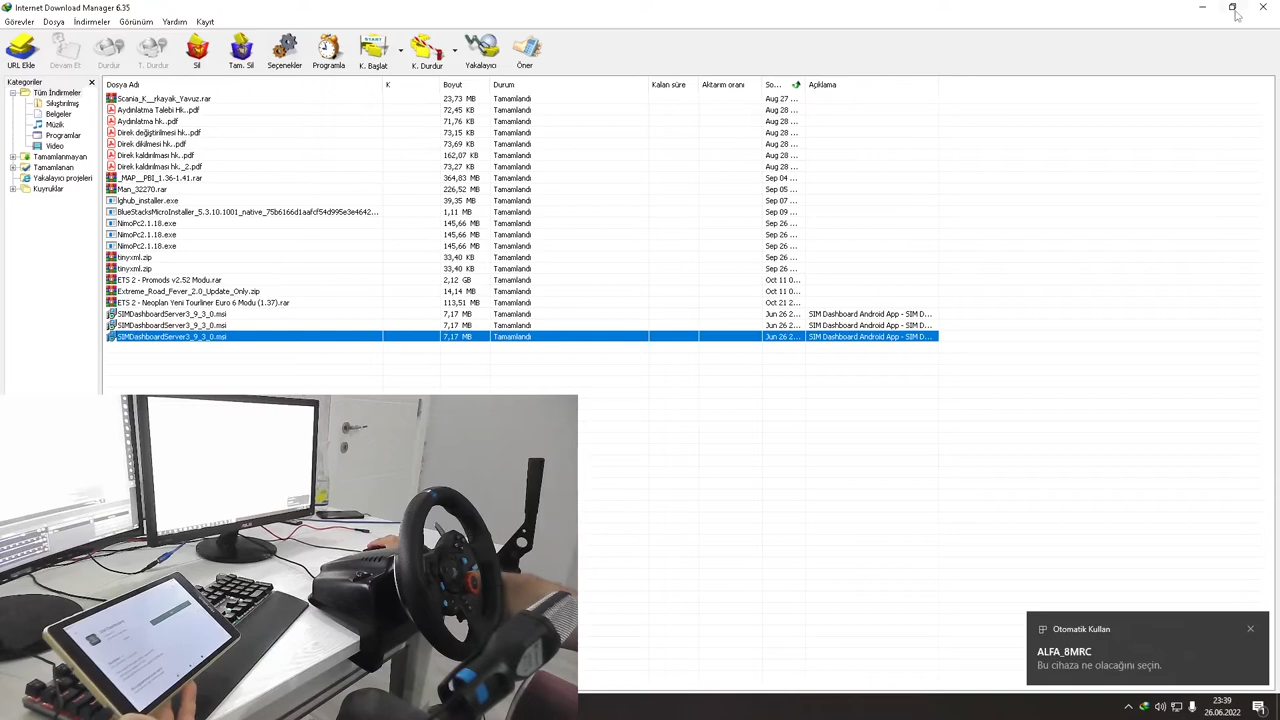 Internet Download Manager 6.35
Görevler Dosya İndirmeler Görünüm Yardım Kayıt
URL Ekle Devam Et Durdur T. Durdur Sil Tam. Sil Seçenekler Programla K. Başlat K. Durdur Yakalayıcı Öner
Kategoriler
Tüm İndirmeler
Sıkıştırılmış
Belgeler
Müzik
Programlar
Video
Tamamlanmayan
Tamamlanan
Yakalayıcı projeleri
Kuyruklar
Dosya Adı K Boyut Durum Kalan süre Aktarım oranı So... Açıklama
Scania_K__rkayak_Yavuz.rar 23,73 MB Tamamlandı Aug 27 ...
Aydınlatma Talebi Hk..pdf 72,45 KB Tamamlandı Aug 28 ...
Aydınlatma hk..pdf 71,76 KB Tamamlandı Aug 28 ...
Direk değiştirilmesi hk..pdf 73,15 KB Tamamlandı Aug 28 ...
Direk dikilmesi hk..pdf 73,69 KB Tamamlandı Aug 28 ...
Direk kaldırılması hk..pdf 162,07 KB Tamamlandı Aug 28 ...
Direk kaldırılması hk._2.pdf 73,27 KB Tamamlandı Aug 28 ...
_MAP__PBI_1.36-1.41.rar 364,83 MB Tamamlandı Sep 04 ...
Man_32270.rar 226,52 MB Tamamlandı Sep 05 ...
lghub_installer.exe 39,35 MB Tamamlandı Sep 07 ...
BlueStacksMicroInstaller_5.3.10.1001_native_75b6166d1aafcf54d995e3e4642... 1,11 MB Tamamlandı Sep 09 ...
NimoPc2.1.18.exe 145,66 MB Tamamlandı Sep 26 ...
NimoPc2.1.18.exe 145,66 MB Tamamlandı Sep 26 ...
NimoPc2.1.18.exe 145,66 MB Tamamlandı Sep 26 ...
tinyxml.zip 33,40 KB Tamamlandı Sep 26 ...
tinyxml.zip 33,40 KB Tamamlandı Sep 26 ...
ETS 2 - Promods v2.52 Modu.rar 2,12 GB Tamamlandı Oct 11 0...
Extreme_Road_Fever_2.0_Update_Only.zip 14,14 MB Tamamlandı Oct 11 0...
ETS 2 - Neoplan Yeni Tourliner Euro 6 Modu (1.37).rar 113,51 MB Tamamlandı Oct 21 2...
SIMDashboardServer3_9_3_0.msi 7,17 MB Tamamlandı Jun 26 2... SIM Dashboard Android App - SIM D...
SIMDashboardServer3_9_3_0.msi 7,17 MB Tamamlandı Jun 26 2... SIM Dashboard Android App - SIM D...
SIMDashboardServer3_9_3_0.msi 7,17 MB Tamamlandı Jun 26 2... SIM Dashboard Android App - SIM D...
SIM Dashboard
Otomatik Kullan
ALFA_8MRC
Bu cihaza ne olacağını seçin.
23:39
26.06.2022